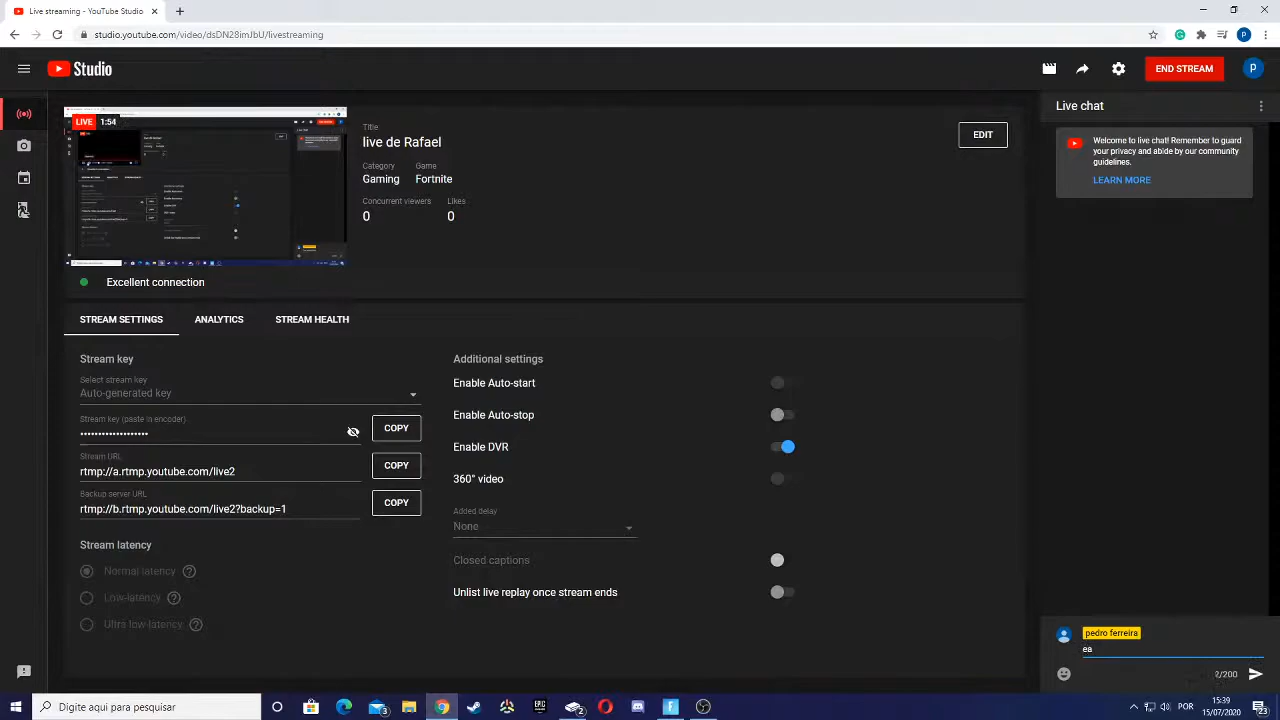 Live streaming - YouTube Studio
studio.youtube.com/video/dsDN28imJbU/livestreaming
P
Studio
END STREAM
P
LIVE 1:54
Title
live de Rafael
EDIT
Category Game
Gaming Fortnite
Concurrent viewers Likes
0 0
Excellent connection
STREAM SETTINGS ANALYTICS STREAM HEALTH
Stream key
Select stream key
Auto-generated key
Stream key (paste in encoder)
COPY
Stream URL
rtmp://a.rtmp.youtube.com/live2
COPY
Backup server URL
rtmp://b.rtmp.youtube.com/live2?backup=1
COPY
Stream latency
Normal latency
Low-latency
Ultra low-latency
Additional settings
Enable Auto-start
Enable Auto-stop
Enable DVR
360° video
Added delay
None
Closed captions
Unlist live replay once stream ends
Live chat
Welcome to live chat! Remember to guard
your privacy and abide by our community
guidelines.
LEARN MORE
pedro ferreira
ea
2/200
Digite aqui para pesquisar
EPIC
POR
15:39
15/07/2020
23